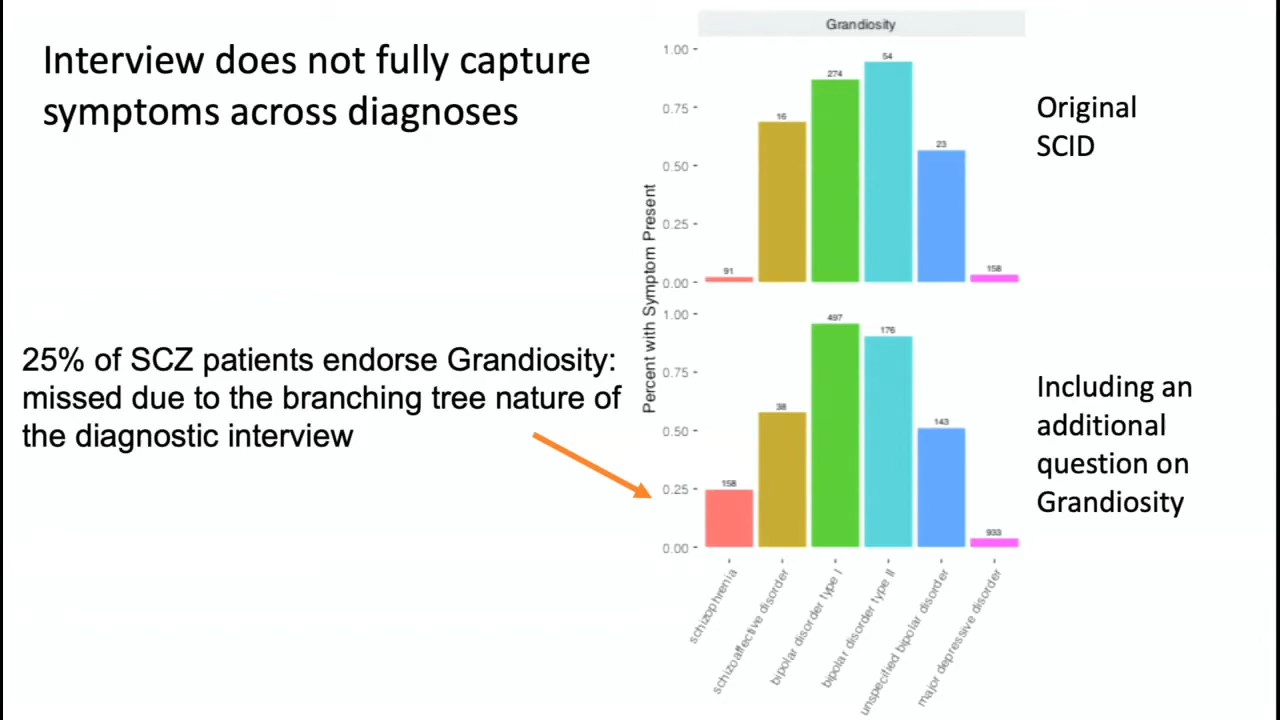 Interview does not fully capture
symptoms across diagnoses
25% of SCZ patients endorse Grandiosity:
missed due to the branching tree nature of
the diagnostic interview
Grandiosity
Percent with Symptom Present
1.00
0.75
0.50
0.25
0.00
91
16
274
54
23
158
Original
SCID
1.00
0.75
0.50
0.25
0.00
158
38
497
176
143
933
Including an
additional
question on
Grandiosity
schizophrenia
schizoaffective disorder
bipolar disorder type I
bipolar disorder type II
unspecified bipolar disorder
major depressive disorder